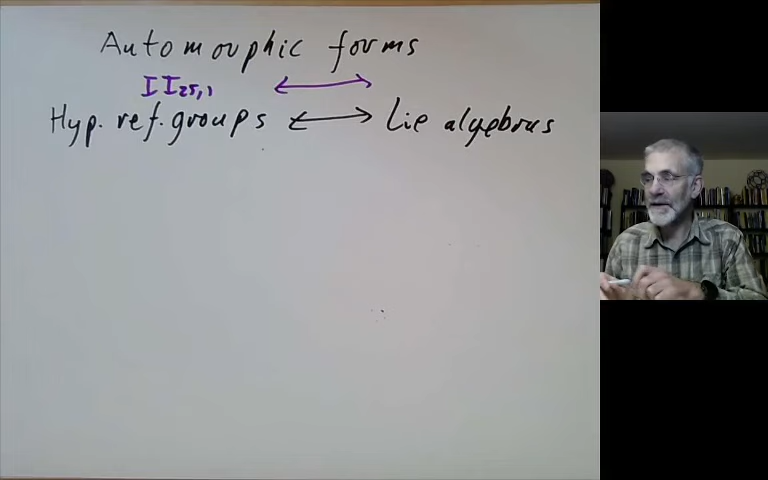 Automorphic forms
II₂₅,₁ ⟷
Hyp. ref. groups ⟷ Lie algebras